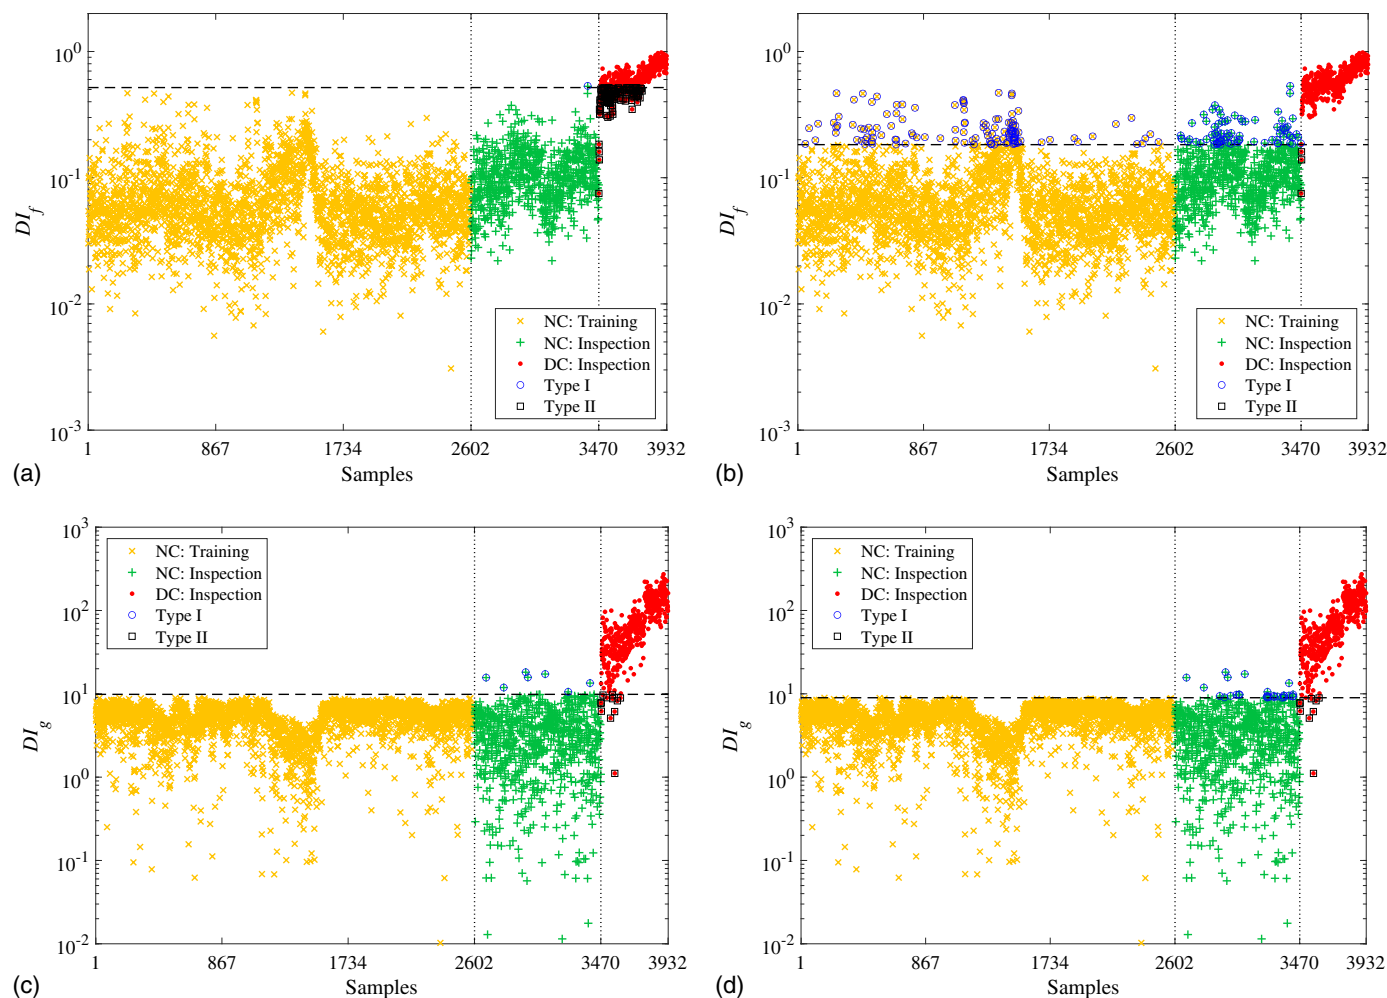 10^0
10^-1
10^-2
10^-3
DI_f
NC: Training
NC: Inspection
DC: Inspection
Type I
Type II
1 867 1734 2602 3470 3932
(a) Samples
10^0
10^-1
10^-2
10^-3
DI_f
NC: Training
NC: Inspection
DC: Inspection
Type I
Type II
1 867 1734 2602 3470 3932
(b) Samples
10^3
10^2
10^1
10^0
10^-1
10^-2
DI_g
NC: Training
NC: Inspection
DC: Inspection
Type I
Type II
1 867 1734 2602 3470 3932
(c) Samples
10^3
10^2
10^1
10^0
10^-1
10^-2
DI_g
NC: Training
NC: Inspection
DC: Inspection
Type I
Type II
1 867 1734 2602 3470 3932
(d) Samples